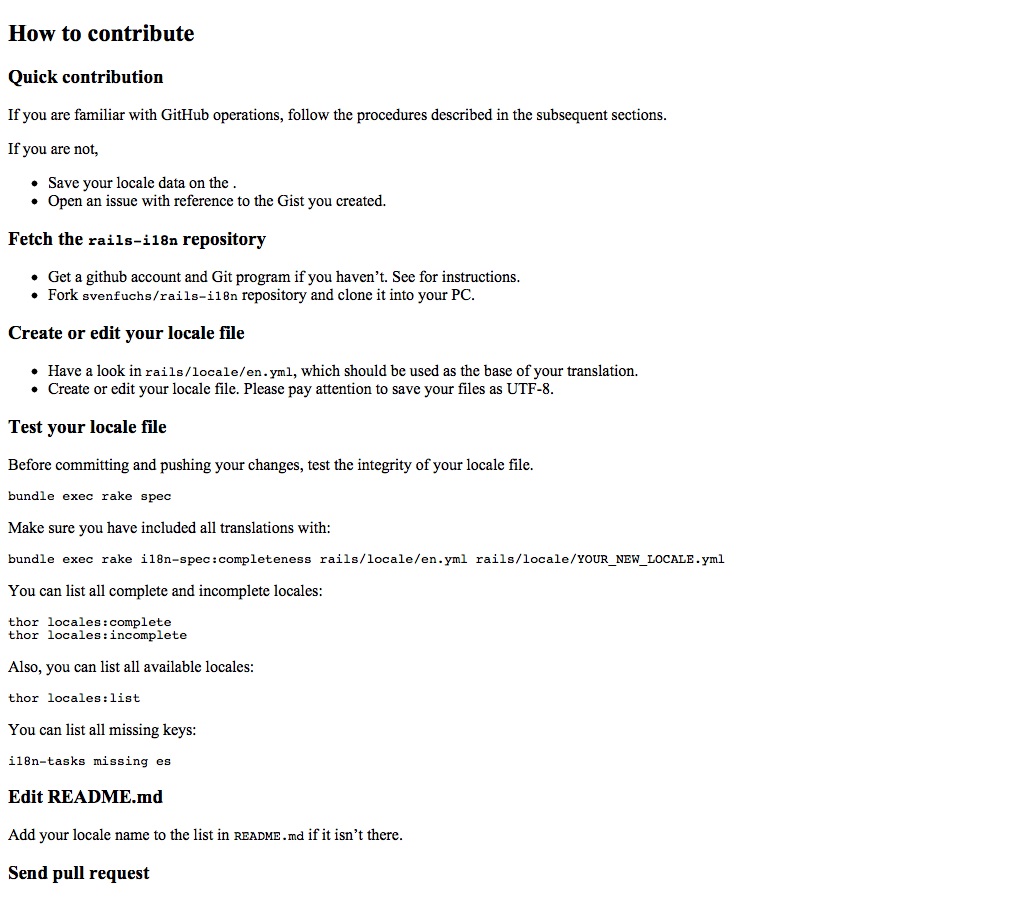 How to contribute
Quick contribution
If you are familiar with GitHub operations, follow the procedures described in the subsequent sections.
If you are not,
• Save your locale data on the .
• Open an issue with reference to the Gist you created.
Fetch the rails-i18n repository
• Get a github account and Git program if you haven’t. See for instructions.
• Fork svenfuchs/rails-i18n repository and clone it into your PC.
Create or edit your locale file
• Have a look in rails/locale/en.yml, which should be used as the base of your translation.
• Create or edit your locale file. Please pay attention to save your files as UTF-8.
Test your locale file
Before committing and pushing your changes, test the integrity of your locale file.
bundle exec rake spec
Make sure you have included all translations with:
bundle exec rake i18n-spec:completeness rails/locale/en.yml rails/locale/YOUR_NEW_LOCALE.yml
You can list all complete and incomplete locales:
thor locales:complete
thor locales:incomplete
Also, you can list all available locales:
thor locales:list
You can list all missing keys:
i18n-tasks missing es
Edit README.md
Add your locale name to the list in README.md if it isn’t there.
Send pull request